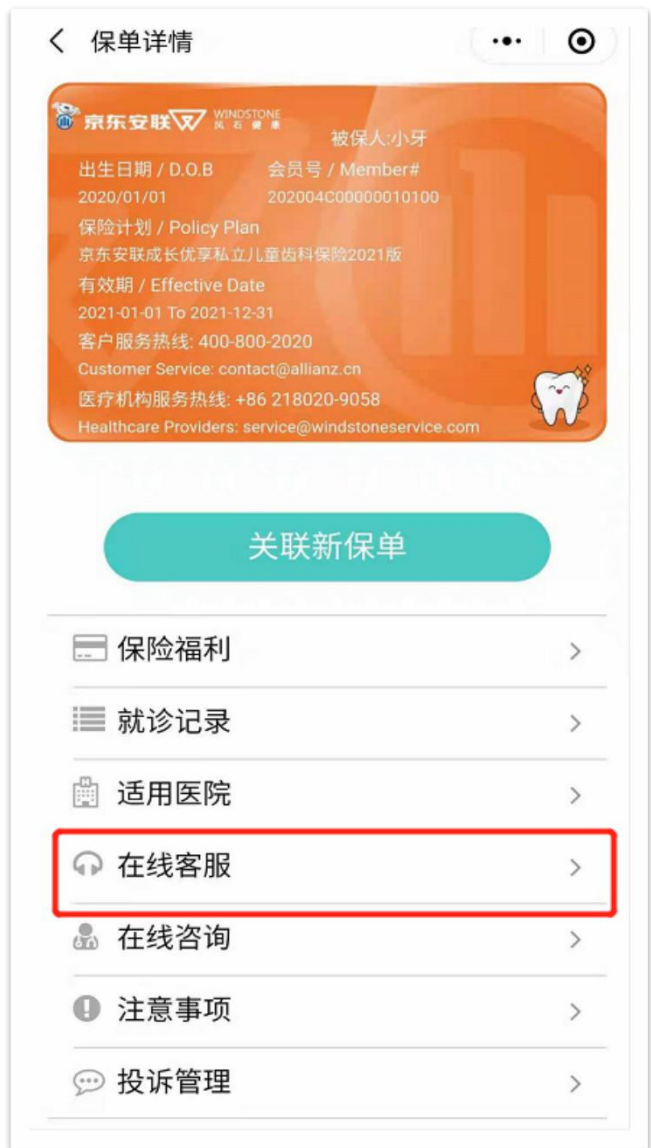 保单详情
京东安联 WINDSTONE
风石健康
被保人:小牙
出生日期 / D.O.B 会员号 / Member#
2020/01/01 202004C00000010100
保险计划 / Policy Plan
京东安联成长优享私立儿童齿科保险2021版
有效期 / Effective Date
2021-01-01 To 2021-12-31
客户服务热线: 400-800-2020
Customer Service: contact@allianz.cn
医疗机构服务热线: +86 218020-9058
Healthcare Providers: service@windstoneservice.com
关联新保单
保险福利
就诊记录
适用医院
在线客服
在线咨询
注意事项
投诉管理